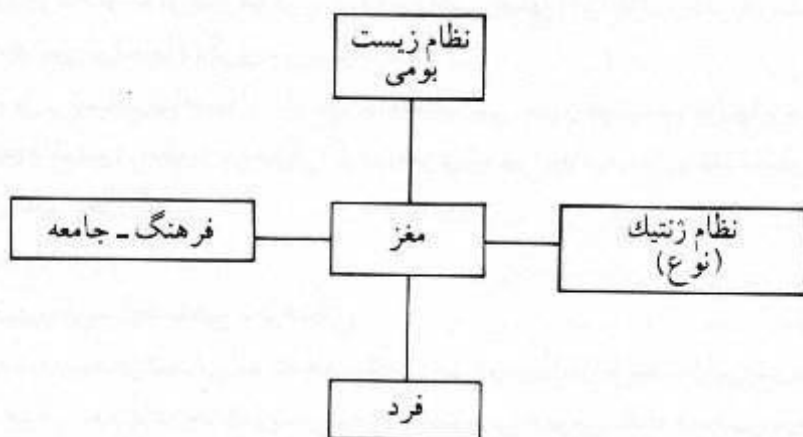 نظام زیست
بومی
فرهنگ ـ جامعه
مغز
نظام ژنتیك
(نوع)
فرد